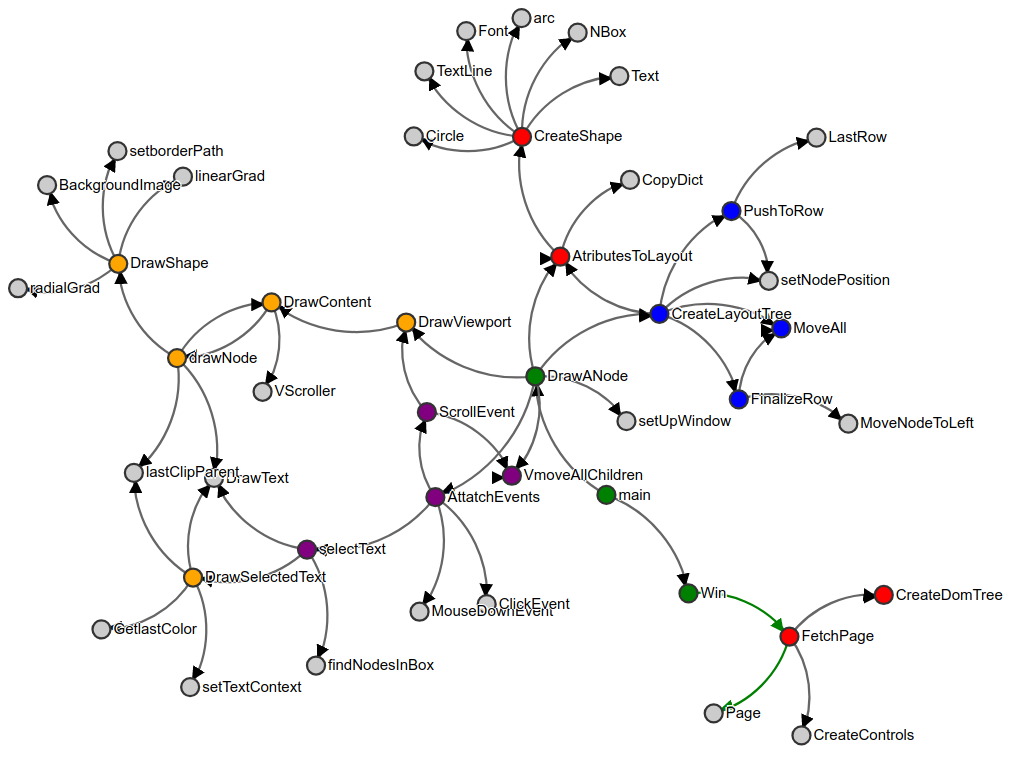 arc
Font
NBox
TextLine
Text
Circle
CreateShape
LastRow
setborderPath
linearGrad
BackgroundImage
CopyDict
PushToRow
DrawShape
AtributesToLayout
setNodePosition
radialGrad
DrawContent
CreateLayoutTree
DrawViewport
MoveAll
drawNode
DrawANode
VScroller
FinalizeRow
ScrollEvent
setUpWindow
MoveNodeToLeft
lastClipParent
DrawText
VmoveAllChildren
AttatchEvents
main
selectText
DrawSelectedText
Win
CreateDomTree
ClickEvent
MouseDownEvent
GetlastColor
FetchPage
findNodesInBox
setTextContext
Page
CreateControls